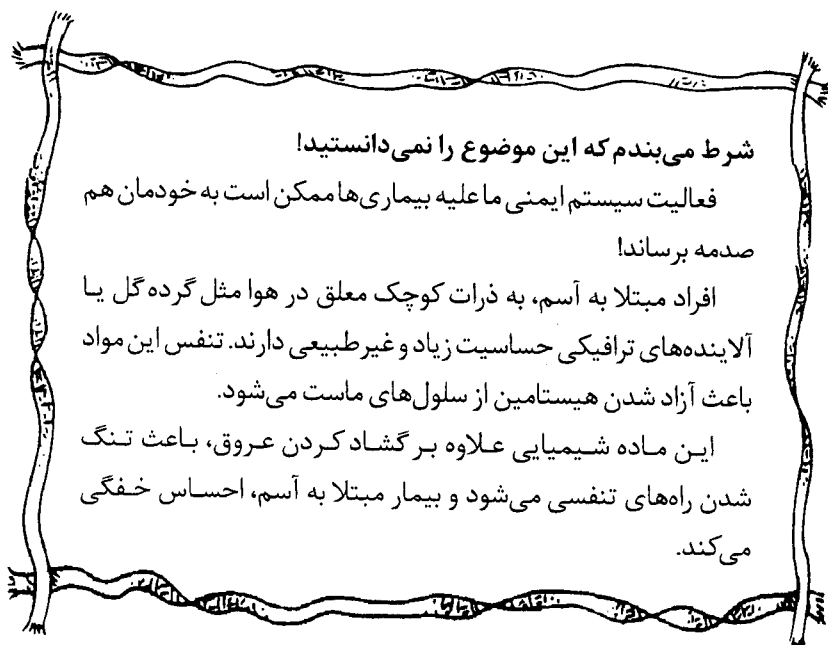 شرط می‌بندم که این موضوع را نمی‌دانستید!
فعالیت سیستم ایمنی ما علیه بیماری‌ها ممکن است به خودمان هم
صدمه برساند!
افراد مبتلا به آسم، به ذرات کوچک معلق در هوا مثل گرده گل یا
آلاینده‌های ترافیکی حساسیت زیاد و غیرطبیعی دارند. تنفس این مواد
باعث آزاد شدن هیستامین از سلول‌های ماست می‌شود.
این ماده شیمیایی علاوه بر گشاد کردن عروق، باعث تنگ
شدن راه‌های تنفسی می‌شود و بیمار مبتلا به آسم، احساس خفگی
می‌کند.